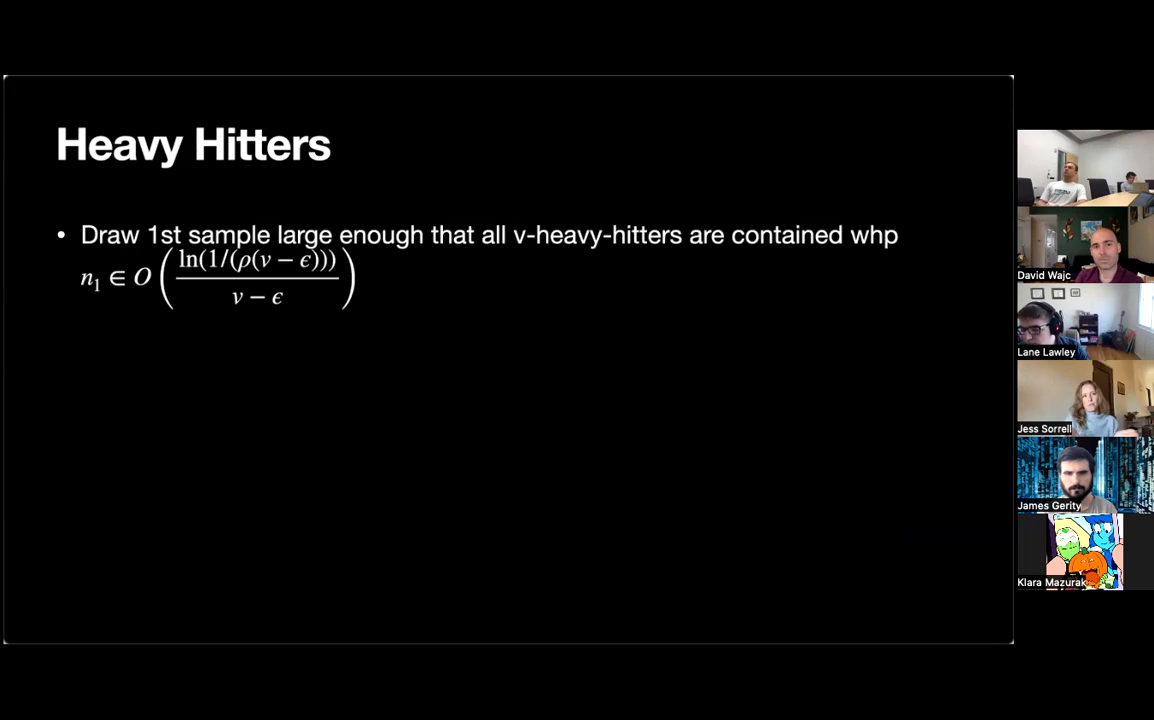 Heavy Hitters
• Draw 1st sample large enough that all v-heavy-hitters are contained whp
n₁ ∈ O ( ln(1/(ρ(v − ϵ))) / (v − ϵ) )
David Wajc
Lane Lawley
Jess Sorrell
James Gerity
Klara Mazurak